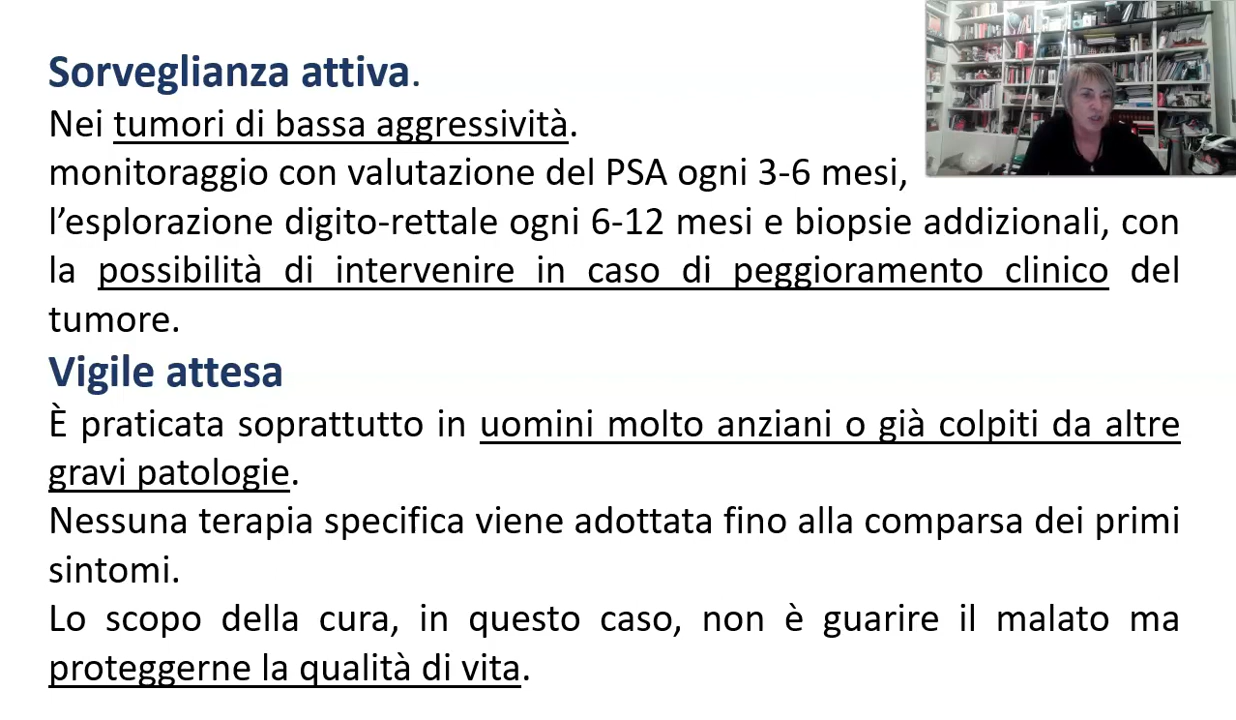 Sorveglianza attiva.
Nei tumori di bassa aggressività.
monitoraggio con valutazione del PSA ogni 3-6 mesi,
l’esplorazione digito-rettale ogni 6-12 mesi e biopsie addizionali, con
la possibilità di intervenire in caso di peggioramento clinico del
tumore.
Vigile attesa
È praticata soprattutto in uomini molto anziani o già colpiti da altre
gravi patologie.
Nessuna terapia specifica viene adottata fino alla comparsa dei primi
sintomi.
Lo scopo della cura, in questo caso, non è guarire il malato ma
proteggerne la qualità di vita.